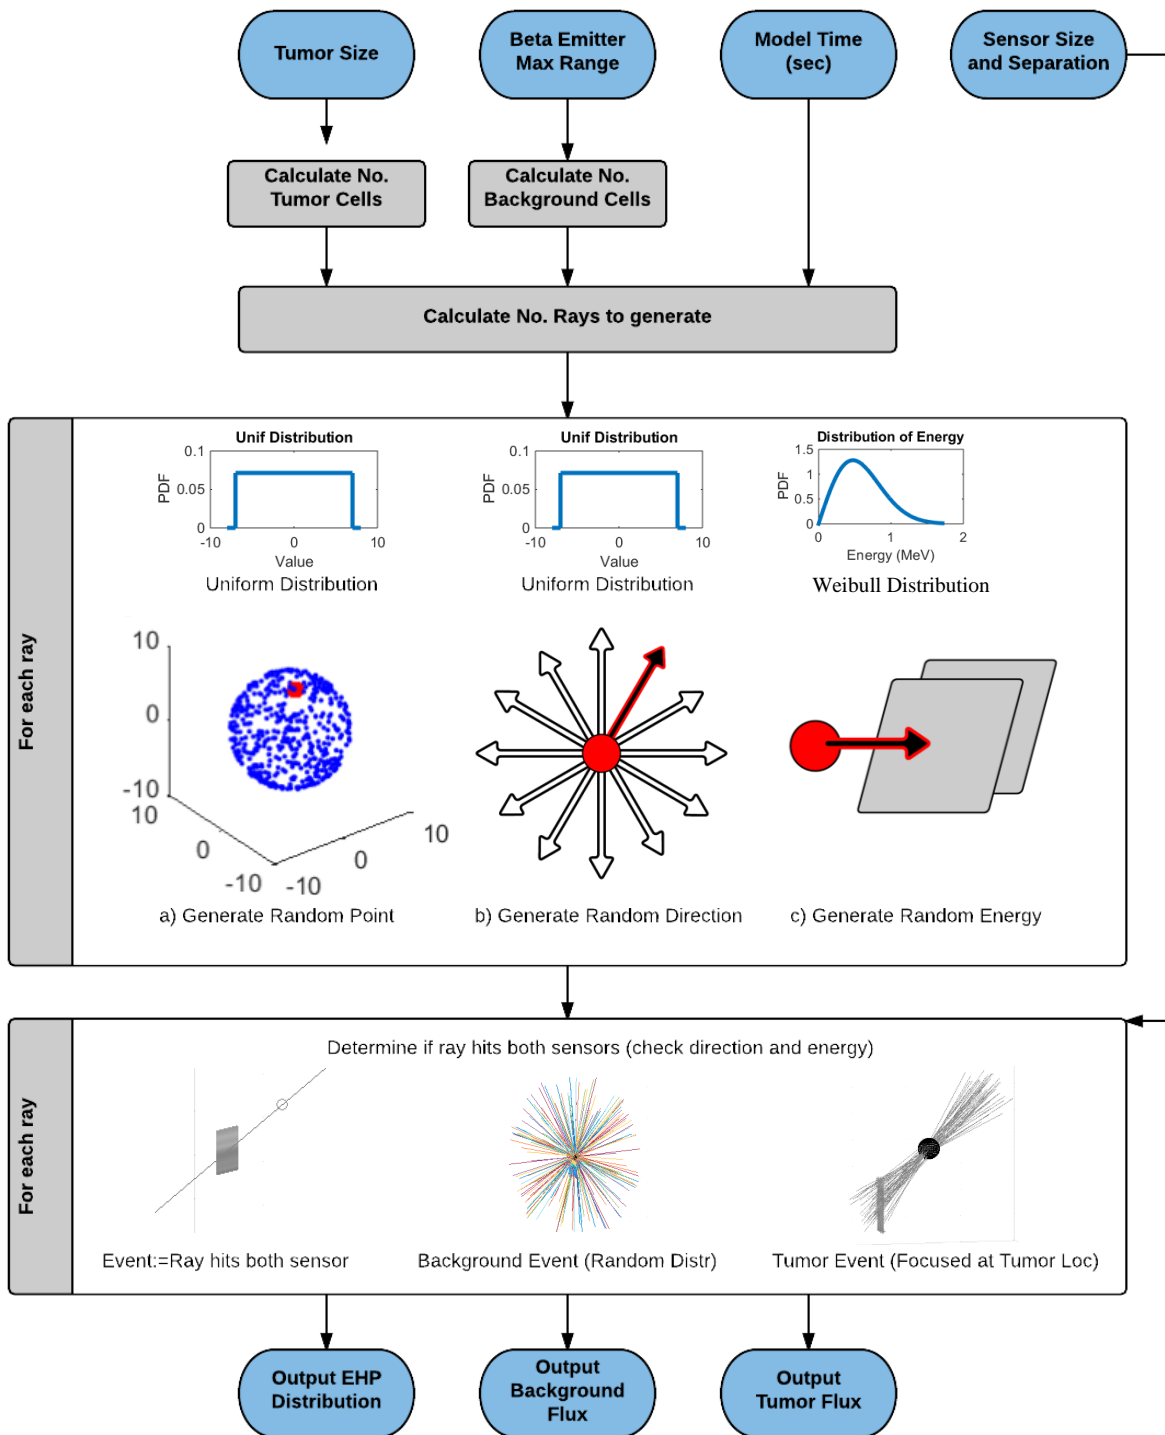 Tumor Size
Beta Emitter
Max Range
Model Time
(sec)
Sensor Size
and Separation
Calculate No.
Tumor Cells
Calculate No.
Background Cells
Calculate No. Rays to generate
For each ray
Unif Distribution
0.1
0.05
0
PDF
-10
0
10
Value
Uniform Distribution
Unif Distribution
0.1
0.05
0
PDF
-10
0
10
Value
Uniform Distribution
Distribution of Energy
1.5
1
0.5
0
PDF
0
1
2
Energy (MeV)
Weibull Distribution
10
0
-10
10
0
-10
-10
0
10
a) Generate Random Point
b) Generate Random Direction
c) Generate Random Energy
For each ray
Determine if ray hits both sensors (check direction and energy)
Event:=Ray hits both sensor
Background Event (Random Distr)
Tumor Event (Focused at Tumor Loc)
Output EHP
Distribution
Output
Background
Flux
Output
Tumor Flux